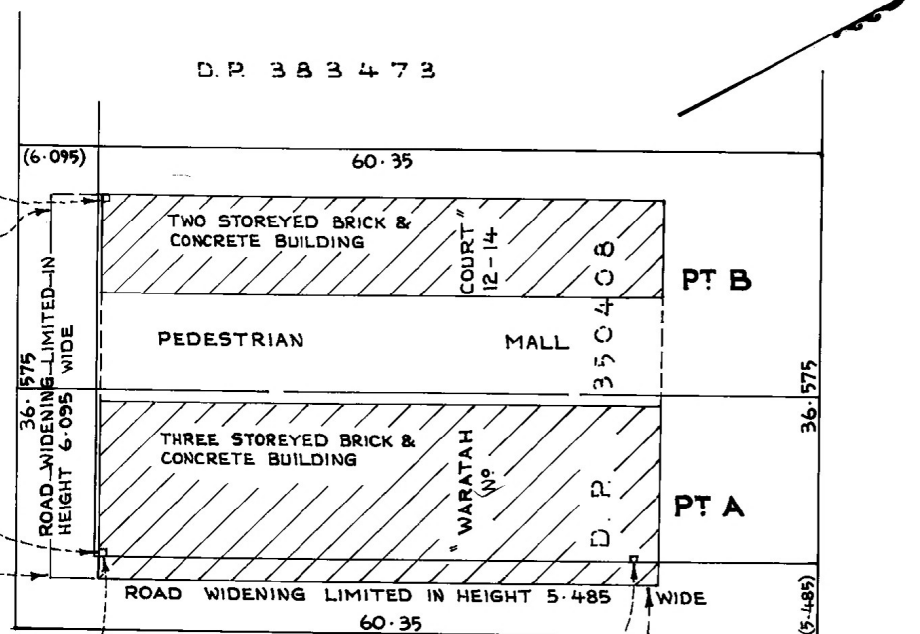 D.P. 383473
(6·095)
60·35
TWO STOREYED BRICK &
CONCRETE BUILDING
COURT"
12-14
PT B
PEDESTRIAN MALL
D.P. 350408
36·575
ROAD WIDENING LIMITED IN
HEIGHT 6·095 WIDE
36·575
THREE STOREYED BRICK &
CONCRETE BUILDING
"WARATAH
No
PT A
ROAD WIDENING LIMITED IN HEIGHT 5·485 WIDE
(5·485)
60·35